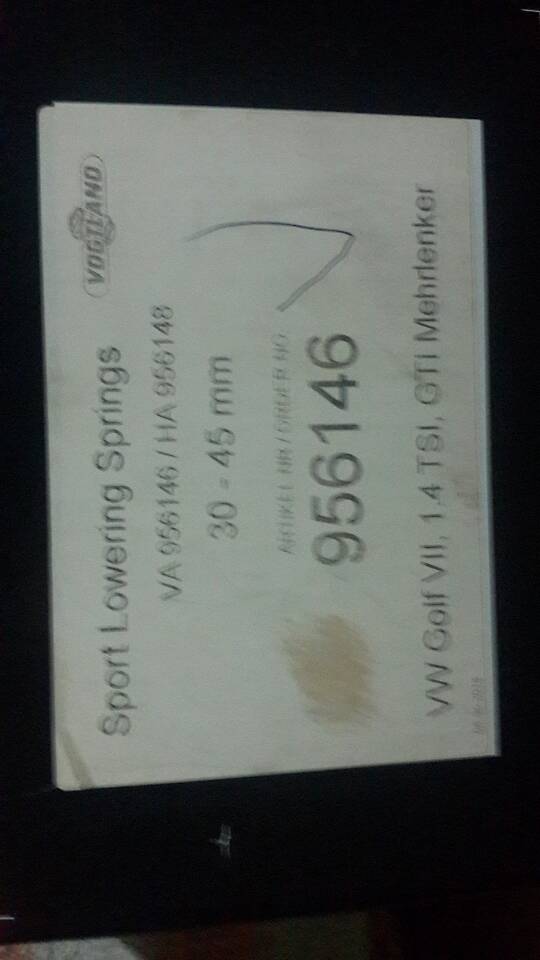 Sport Lowering Springs
VOGTLAND
VA 956146 / HA 956148
30 - 45 mm
ARTIKEL NR / ORDER NO
956146
VW Golf VII, 1.4 TSI, GTI Mehrlenker